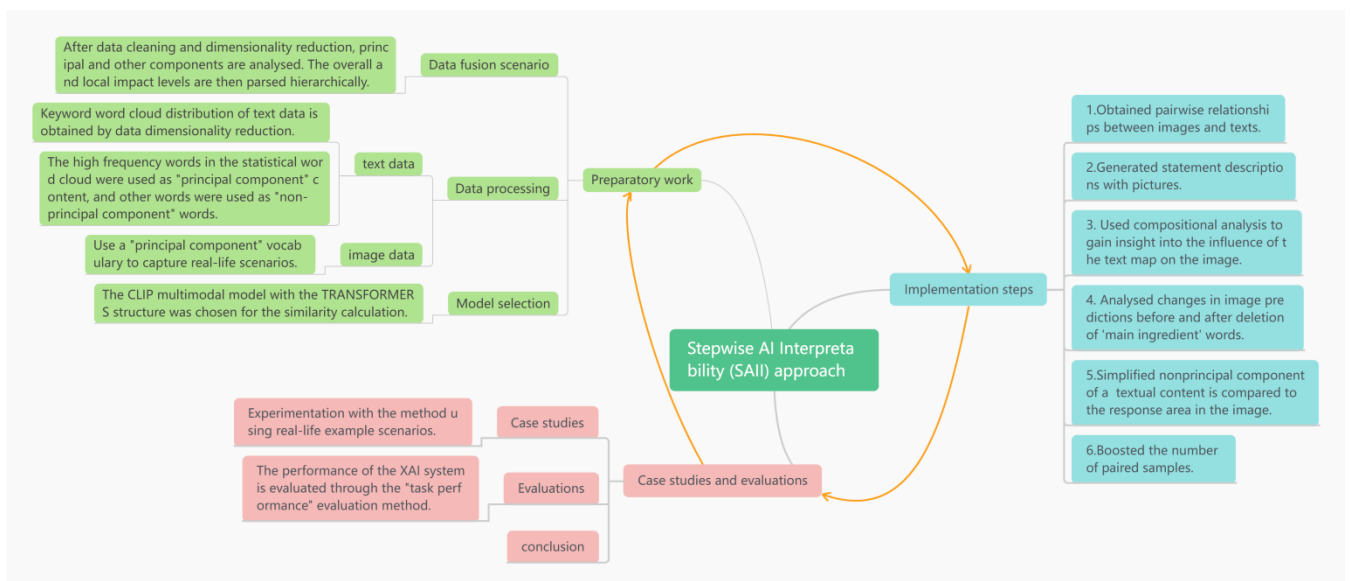 After data cleaning and dimensionality reduction, princ
ipal and other components are analysed. The overall a
nd local impact levels are then parsed hierarchically.
Data fusion scenario
Keyword word cloud distribution of text data is
obtained by data dimensionality reduction.
text data
The high frequency words in the statistical wor
d cloud were used as "principal component" c
ontent, and other words were used as "non-
principal component" words.
Data processing
Preparatory work
Use a "principal component" vocab
ulary to capture real-life scenarios.
image data
The CLIP multimodal model with the TRANSFORMER
S structure was chosen for the similarity calculation.
Model selection
Stepwise AI Interpreta
bility (SAII) approach
Implementation steps
1.Obtained pairwise relationshi
ps between images and texts.
2.Generated statement descriptio
ns with pictures.
3. Used compositional analysis to
gain insight into the influence of t
he text map on the image.
4. Analysed changes in image pre
dictions before and after deletion
of 'main ingredient' words.
5.Simplified nonprincipal component
of a textual content is compared to
the response area in the image.
6.Boosted the number
of paired samples.
Experimentation with the method u
sing real-life example scenarios.
Case studies
The performance of the XAI system
is evaluated through the "task perf
ormance" evaluation method.
Evaluations
Case studies and evaluations
conclusion